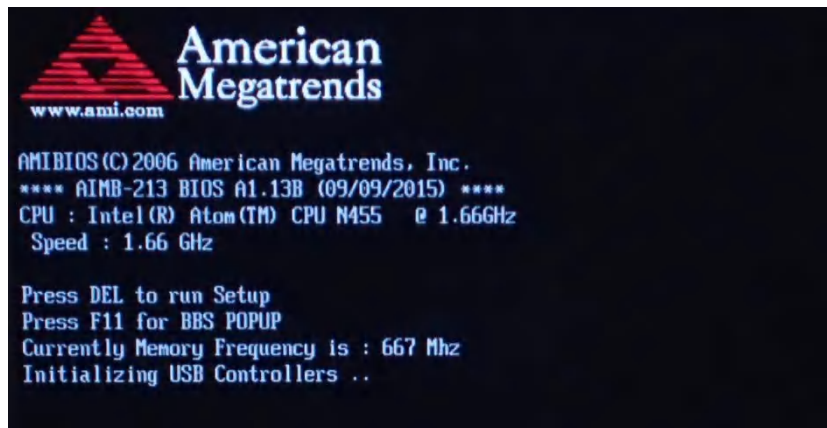 American
Megatrends
www.ami.com
AMIBIOS(C)2006 American Megatrends, Inc.
**** AIMB-213 BIOS A1.13B (09/09/2015) ****
CPU : Intel(R) Atom(TM) CPU N455 @ 1.66GHz
Speed : 1.66 GHz
Press DEL to run Setup
Press F11 for BBS POPUP
Currently Memory Frequency is : 667 Mhz
Initializing USB Controllers ..